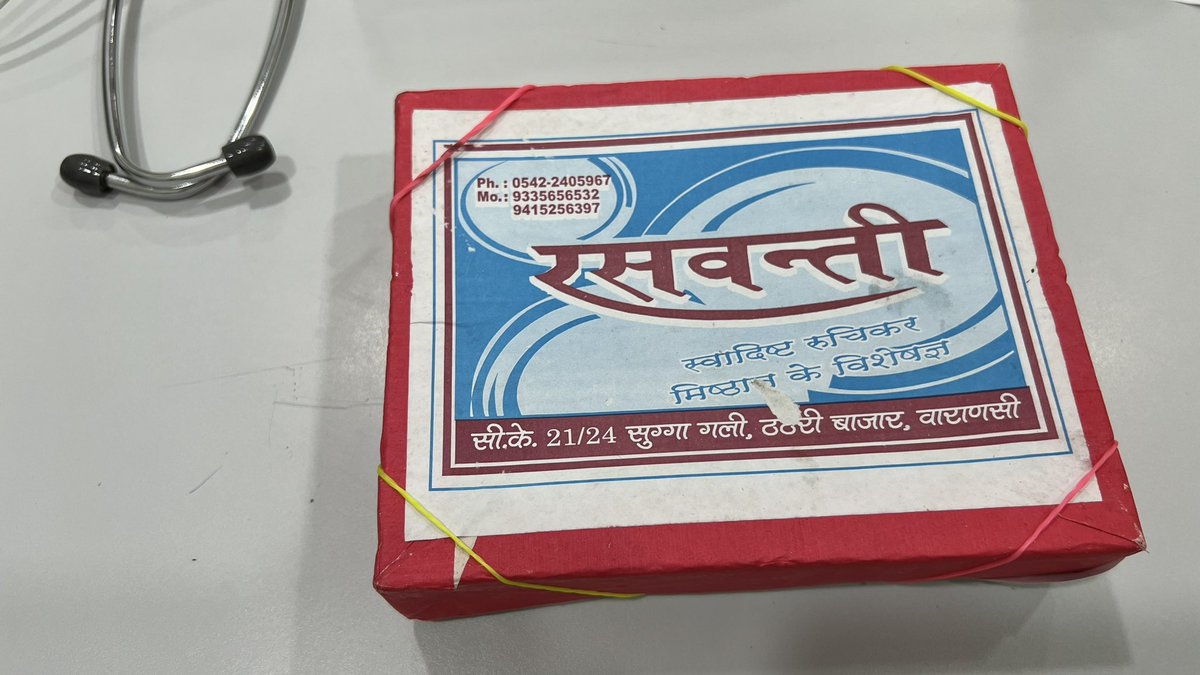 Ph. : 0542-2405967
Mo.: 9335656532
9415256397
रसवन्ती
स्वादिष्ट रुचिकर
मिष्ठान्न के विशेषज्ञ
सी.के. 21/24 सुग्गा गली, ठठेरी बाजार, वाराणसी